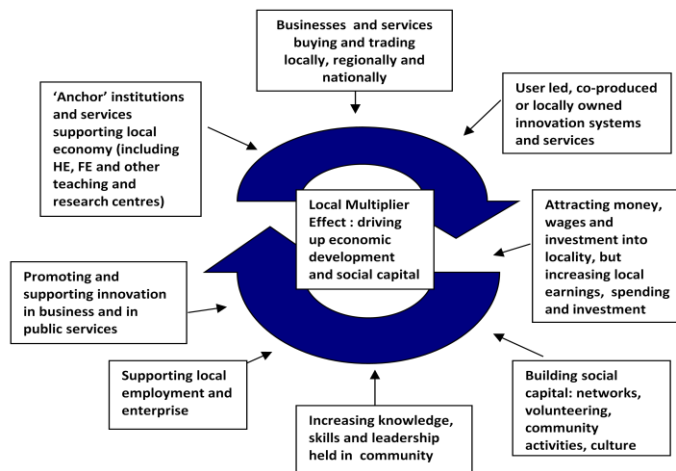 Businesses and services
buying and trading
locally, regionally and
nationally
'Anchor' institutions
and services
supporting local
economy (including
HE, FE and other
teaching and
research centres)
User led, co-produced
or locally owned
innovation systems
and services
Local Multiplier
Effect : driving
up economic
development
and social capital
Attracting money,
wages and
investment into
locality, but
increasing local
earnings, spending
and investment
Promoting and
supporting innovation
in business and in
public services
Supporting local
employment and
enterprise
Increasing knowledge,
skills and leadership
held in community
Building social
capital: networks,
volunteering,
community
activities, culture